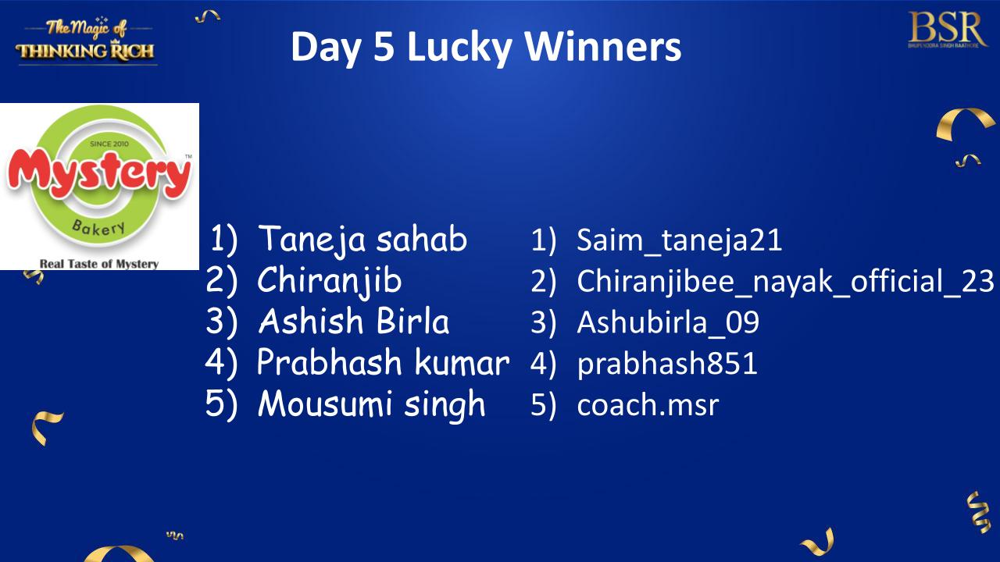 The Magic of
THINKING RICH
Day 5 Lucky Winners
BSR
BHUPENDRA SINGH RAATHORE
SINCE 2010
Mystery™
Bakery
Real Taste of Mystery
1) Taneja sahab
2) Chiranjib
3) Ashish Birla
4) Prabhash kumar
5) Mousumi singh
1) Saim_taneja21
2) Chiranjibee_nayak_official_23
3) Ashubirla_09
4) prabhash851
5) coach.msr